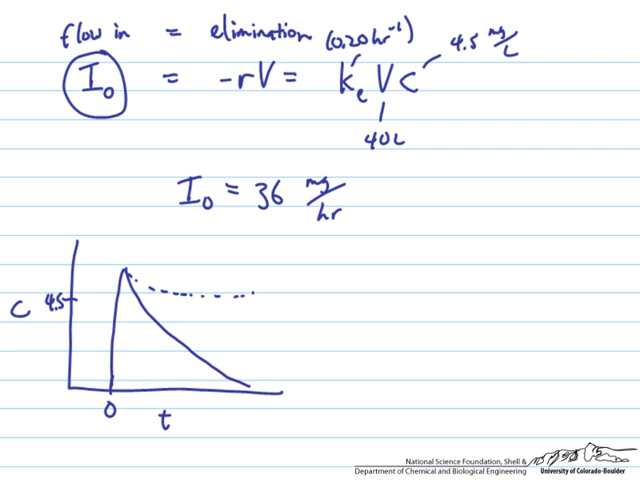 flow in = elimination (0.20 hr⁻¹) 4.5 mg/L
I₀ = -rV = kₑVC
40L
I₀ = 36 mg/hr
C 4.5
0 t
National Science Foundation, Shell &
Department of Chemical and Biological Engineering University of Colorado-Boulder